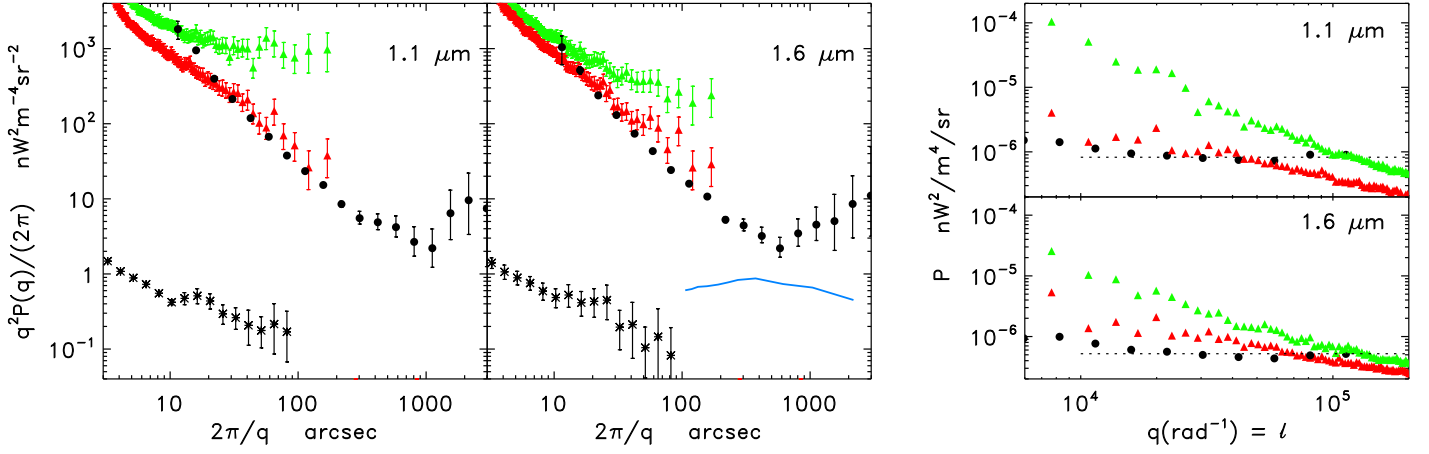 q²P(q)/(2π) nW²m⁻⁴sr⁻²
10³
10²
10
1
10⁻¹
1.1 μm
1.6 μm
10 100 1000
10 100 1000
2π/q arcsec
2π/q arcsec
P nW²/m⁴/sr
10⁻⁴
10⁻⁵
10⁻⁶
1.1 μm
10⁻⁴
10⁻⁵
10⁻⁶
1.6 μm
10⁴ 10⁵
q(rad⁻¹) = l